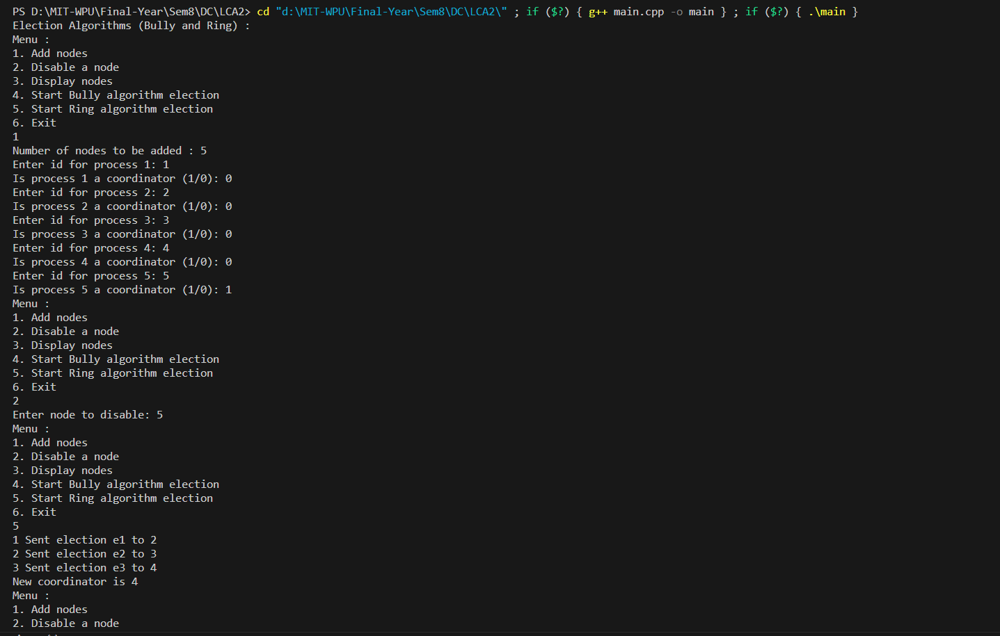 PS D:\MIT-WPU\Final-Year\Sem8\DC\LCA2> cd "d:\MIT-WPU\Final-Year\Sem8\DC\LCA2\" ; if ($?) { g++ main.cpp -o main } ; if ($?) { .\main }
Election Algorithms (Bully and Ring) :
Menu :
1. Add nodes
2. Disable a node
3. Display nodes
4. Start Bully algorithm election
5. Start Ring algorithm election
6. Exit
1
Number of nodes to be added : 5
Enter id for process 1: 1
Is process 1 a coordinator (1/0): 0
Enter id for process 2: 2
Is process 2 a coordinator (1/0): 0
Enter id for process 3: 3
Is process 3 a coordinator (1/0): 0
Enter id for process 4: 4
Is process 4 a coordinator (1/0): 0
Enter id for process 5: 5
Is process 5 a coordinator (1/0): 1
Menu :
1. Add nodes
2. Disable a node
3. Display nodes
4. Start Bully algorithm election
5. Start Ring algorithm election
6. Exit
2
Enter node to disable: 5
Menu :
1. Add nodes
2. Disable a node
3. Display nodes
4. Start Bully algorithm election
5. Start Ring algorithm election
6. Exit
5
1 Sent election e1 to 2
2 Sent election e2 to 3
3 Sent election e3 to 4
New coordinator is 4
Menu :
1. Add nodes
2. Disable a node